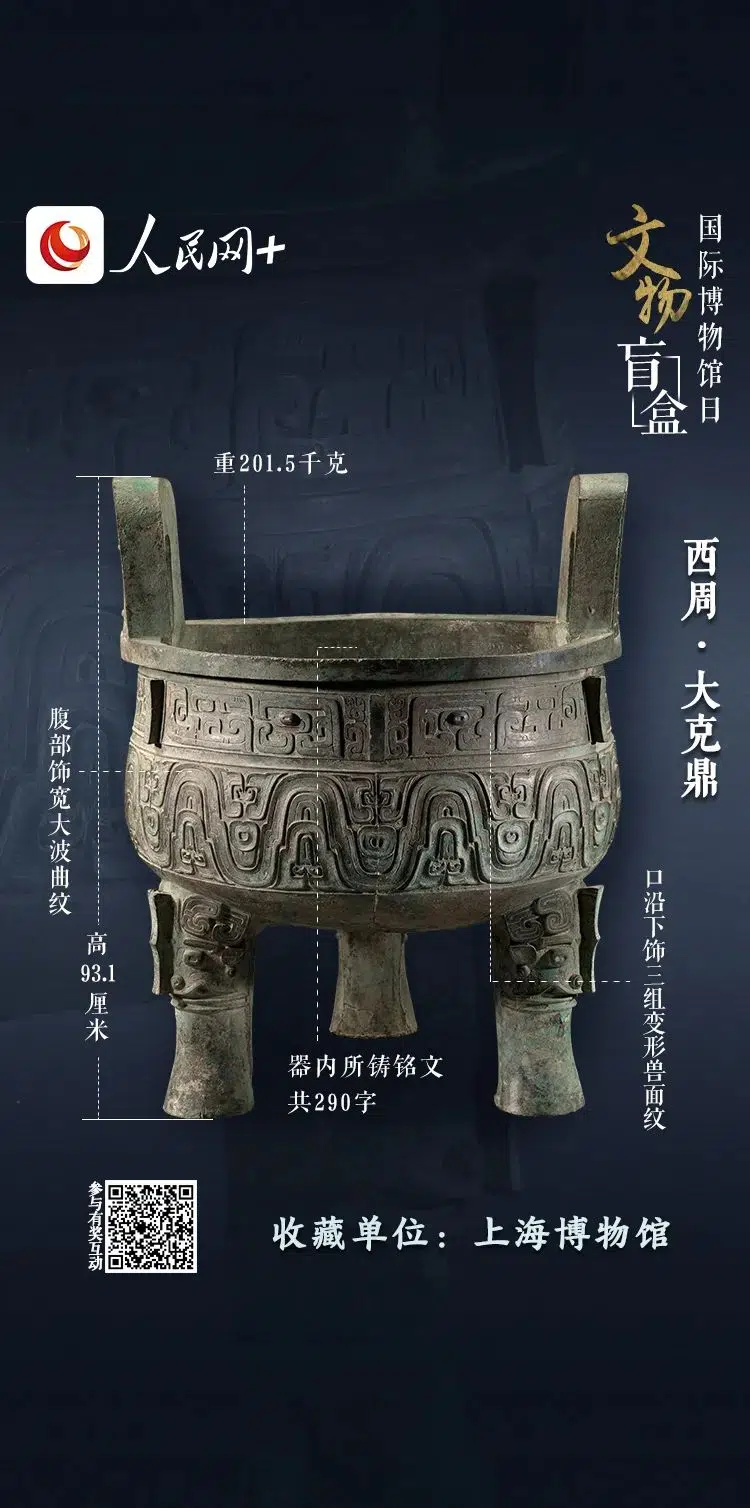 人民网+
国际博物馆日
文物
盲盒
重201.5千克
西周·大克鼎
腹部饰宽大波曲纹
高
93.1
厘米
口沿下饰三组变形兽面纹
器内所铸铭文
共290字
参与有奖互动
收藏单位：上海博物馆